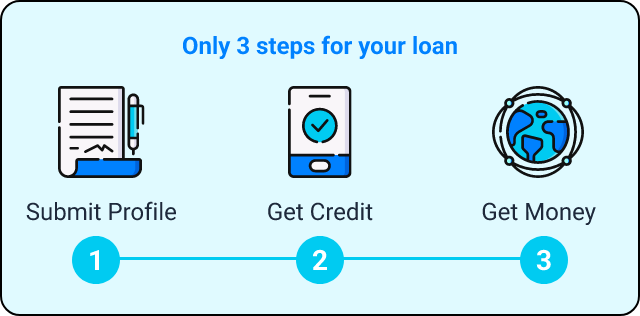 Only 3 steps for your loan
Submit Profile
Get Credit
Get Money
1
2
3